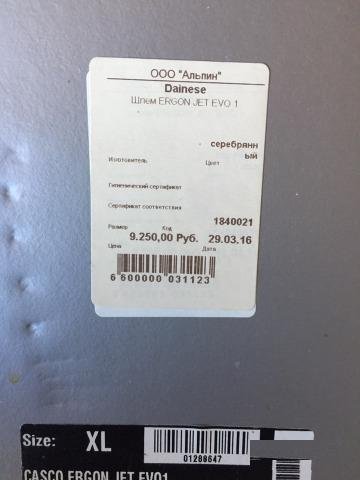 ООО "Альпин"
Dainese
Шлем ERGON JET EVO 1
серебрянн
ый
Изготовитель Цвет
Гигиенический сертификат
Сертификат соответствия
1840021
Размер Код
9.250,00 Руб. 29.03.16
Цена Дата
6 600000 031123
Size: XL
01288647
CASCO ERGON JET EVO1